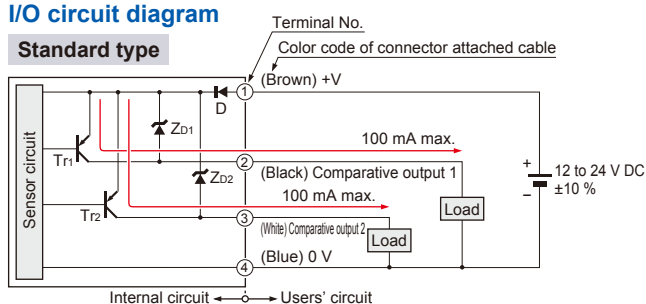 I/O circuit diagram
Standard type
Terminal No.
Color code of connector attached cable
1
(Brown) +V
D
ZD1
100 mA max.
Tr1
2
(Black) Comparative output 1
ZD2
100 mA max.
+
12 to 24 V DC
±10 %
−
Sensor circuit
Tr2
Load
3
(White) Comparative output 2
Load
4
(Blue) 0 V
Internal circuit
Users' circuit